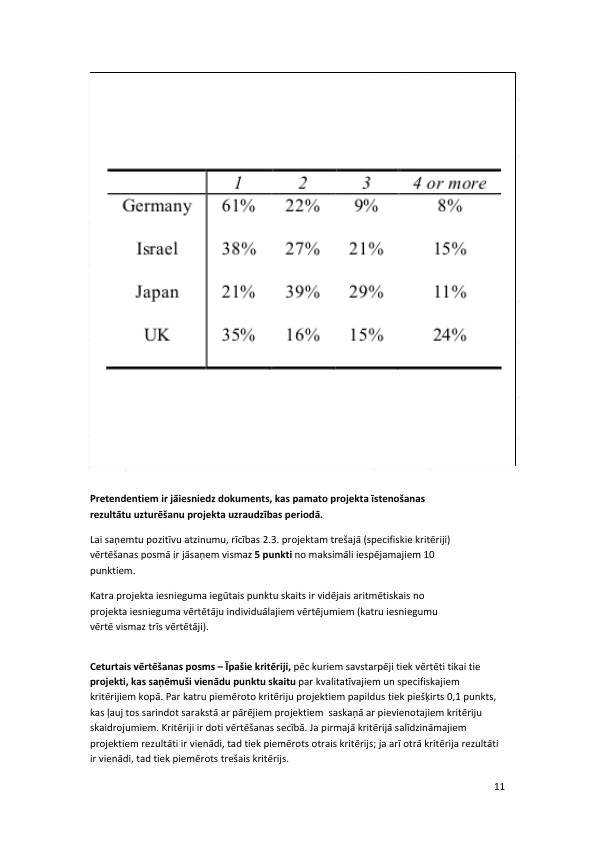 1 2 3 4 or more
Germany 61% 22% 9% 8%
Israel 38% 27% 21% 15%
Japan 21% 39% 29% 11%
UK 35% 16% 15% 24%
Pretendentiem ir jāiesniedz dokuments, kas pamato projekta īstenošanas
rezultātu uzturēšanu projekta uzraudzības periodā.
Lai saņemtu pozitīvu atzinumu, rīcības 2.3. projektam trešajā (specifiskie kritēriji)
vērtēšanas posmā ir jāsaņem vismaz 5 punkti no maksimāli iespējamajiem 10
punktiem.
Katra projekta iesnieguma iegūtais punktu skaits ir vidējais aritmētiskais no
projekta iesnieguma vērtētāju individuālajiem vērtējumiem (katru iesniegumu
vērtē vismaz trīs vērtētāji).
Ceturtais vērtēšanas posms – Īpašie kritēriji, pēc kuriem savstarpēji tiek vērtēti tikai tie
projekti, kas saņēmuši vienādu punktu skaitu par kvalitatīvajiem un specifiskajiem
kritērijiem kopā. Par katru piemēroto kritēriju projektiem papildus tiek piešķirts 0,1 punkts,
kas ļauj tos sarindot sarakstā ar pārējiem projektiem saskaņā ar pievienotajiem kritēriju
skaidrojumiem. Kritēriji ir doti vērtēšanas secībā. Ja pirmajā kritērijā salīdzināmajiem
projektiem rezultāti ir vienādi, tad tiek piemērots otrais kritērijs; ja arī otrā kritērija rezultāti
ir vienādi, tad tiek piemērots trešais kritērijs.
11